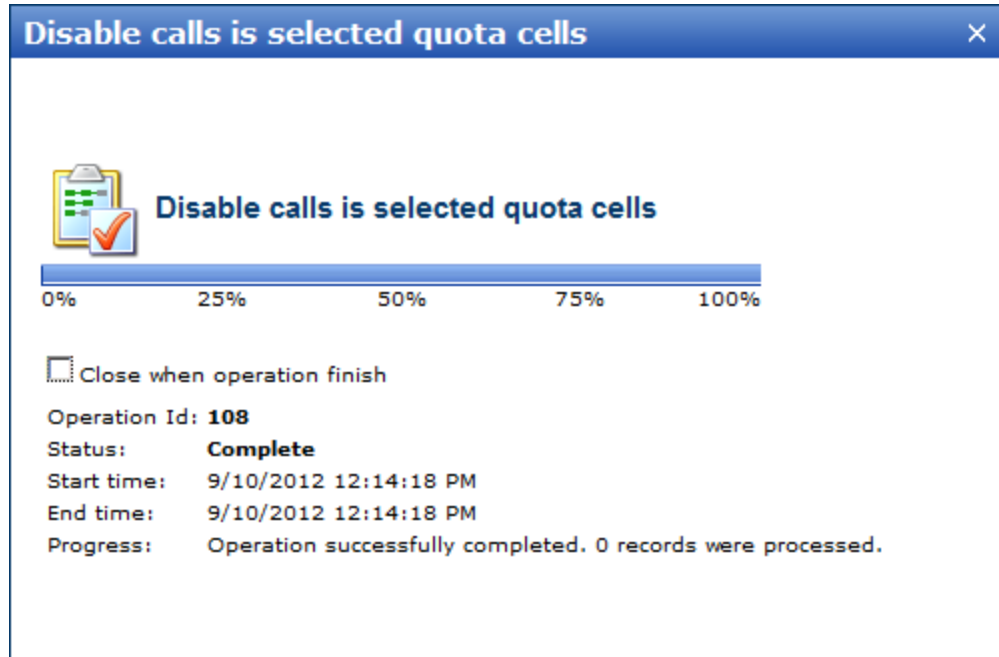 Disable calls is selected quota cells
Disable calls is selected quota cells
0% 25% 50% 75% 100%
Close when operation finish
Operation Id: 108
Status: Complete
Start time: 9/10/2012 12:14:18 PM
End time: 9/10/2012 12:14:18 PM
Progress: Operation successfully completed. 0 records were processed.